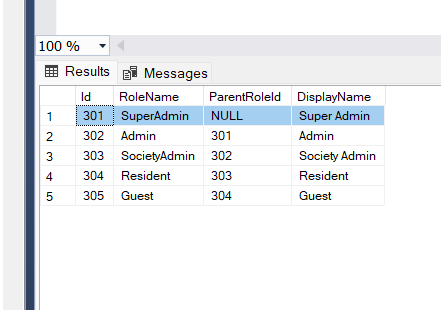 100 %
Results Messages
Id RoleName ParentRoleId DisplayName
1 301 SuperAdmin NULL Super Admin
2 302 Admin 301 Admin
3 303 SocietyAdmin 302 Society Admin
4 304 Resident 303 Resident
5 305 Guest 304 Guest